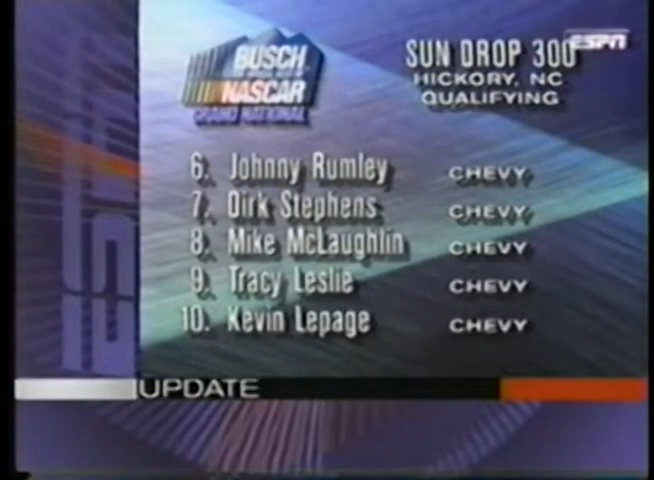 BUSCH
NASCAR
GRAND NATIONAL
SUN DROP 300
ESPN
HICKORY, NC
QUALIFYING
6. Johnny Rumley CHEVY
7. Dirk Stephens CHEVY
8. Mike McLaughlin CHEVY
9. Tracy Leslie CHEVY
10. Kevin Lepage CHEVY
UPDATE